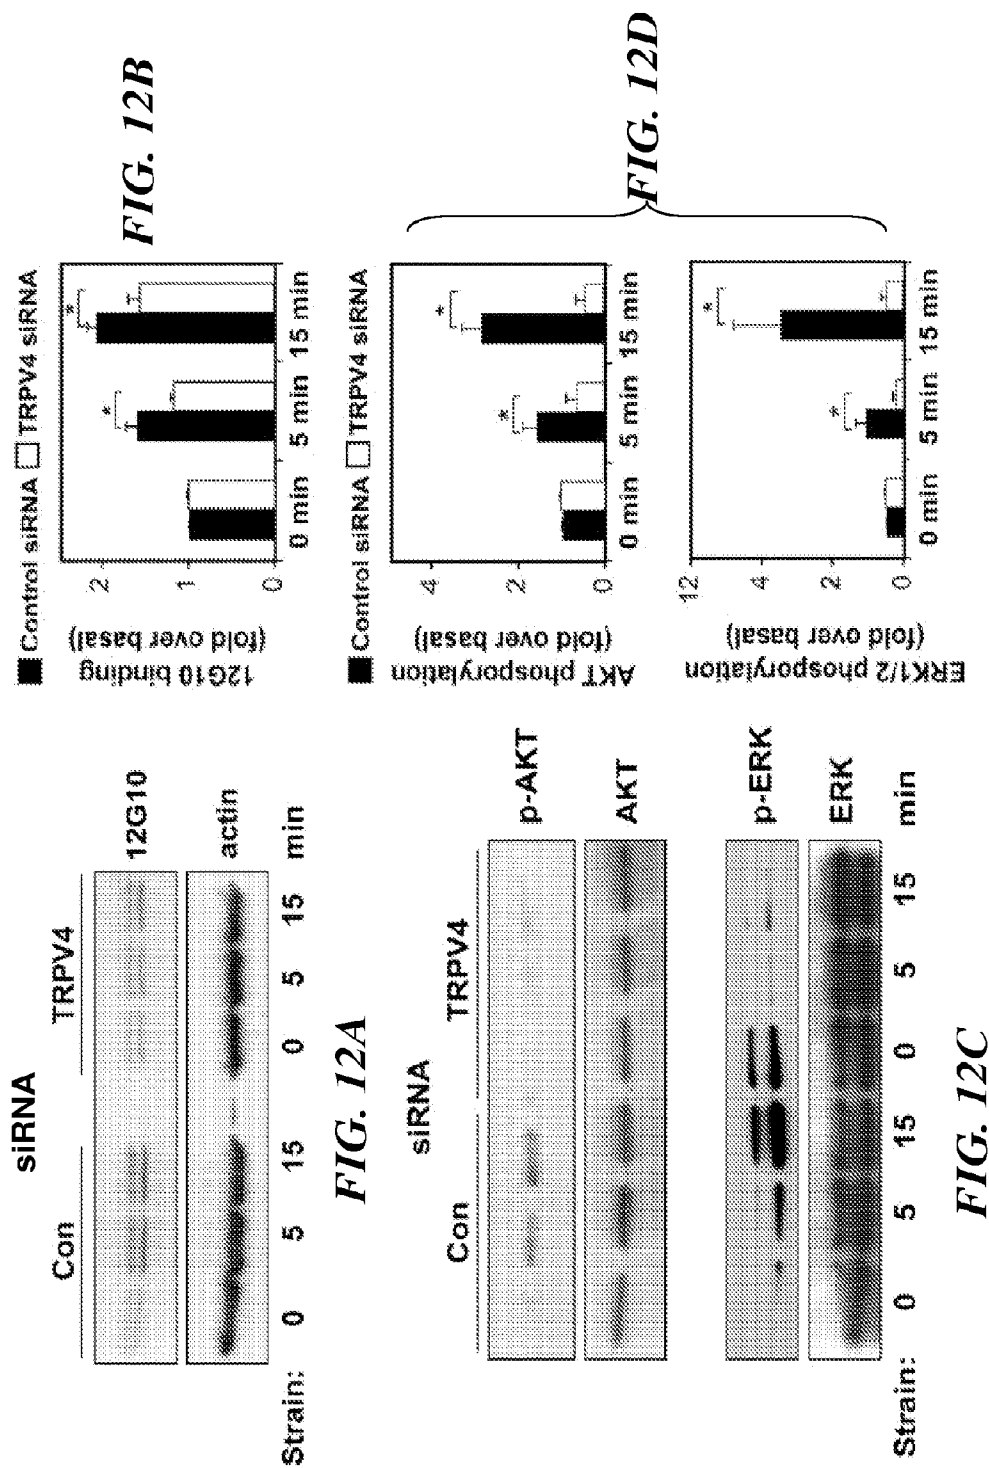 siRNA
Con TRPV4
12G10
actin
Strain: 0 5 15 0 5 15 min
FIG. 12A
Control siRNA TRPV4 siRNA
12G10 binding
(fold over basal)
2
1
0
* *
0 min 5 min 15 min
FIG. 12B
siRNA
Con TRPV4
p-AKT
AKT
p-ERK
ERK
Strain: 0 5 15 0 5 15 min
FIG. 12C
Control siRNA TRPV4 siRNA
AKT phosporylation
(fold over basal)
4
2
0
* *
0 min 5 min 15 min
ERK1/2 phosporylation
(fold over basal)
12
8
4
0
* *
0 min 5 min 15 min
FIG. 12D